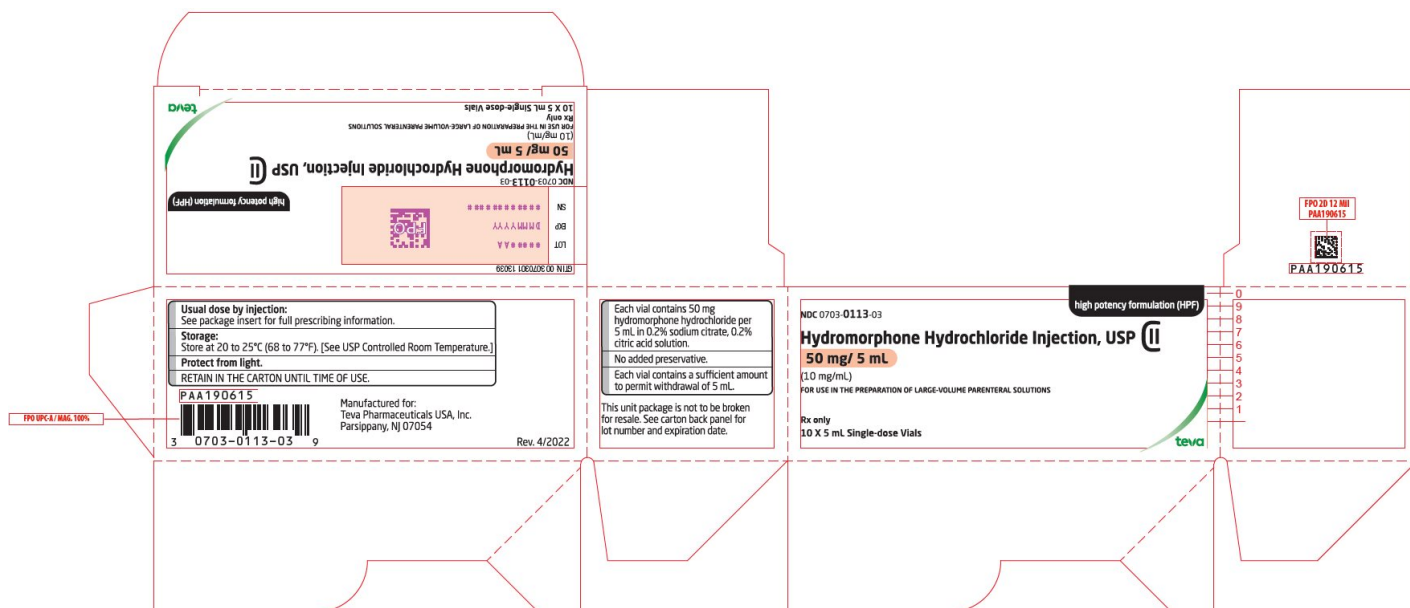 teva
10 X 5 mL Single-dose Vials
Rx only
FOR USE IN THE PREPARATION OF LARGE-VOLUME PARENTERAL SOLUTIONS
(10 mg/mL)
50 mg/ 5 mL
Hydromorphone Hydrochloride Injection, USP CII
NDC 0703-0113-03
high potency formulation (HPF)
SN ###########
EXP DMMMYYYY
LOT ####AA
FPO
GTIN 00 3070301 13039
Usual dose by injection:
See package insert for full prescribing information.
Storage:
Store at 20 to 25°C (68 to 77°F). [See USP Controlled Room Temperature.]
Protect from light.
RETAIN IN THE CARTON UNTIL TIME OF USE.
PAA190615
FPO UPC-A / MAG. 100%
3 0703-0113-03 9
Manufactured for:
Teva Pharmaceuticals USA, Inc.
Parsippany, NJ 07054
Rev. 4/2022
Each vial contains 50 mg
hydromorphone hydrochloride per
5 mL in 0.2% sodium citrate, 0.2%
citric acid solution.
No added preservative.
Each vial contains a sufficient amount
to permit withdrawal of 5 mL.
This unit package is not to be broken
for resale. See carton back panel for
lot number and expiration date.
high potency formulation (HPF)
NDC 0703-0113-03
Hydromorphone Hydrochloride Injection, USP CII
50 mg/ 5 mL
(10 mg/mL)
FOR USE IN THE PREPARATION OF LARGE-VOLUME PARENTERAL SOLUTIONS
Rx only
10 X 5 mL Single-dose Vials
teva
0
9
8
7
6
5
4
3
2
1
FPO 2D 12 Mil
PAA190615
PAA190615